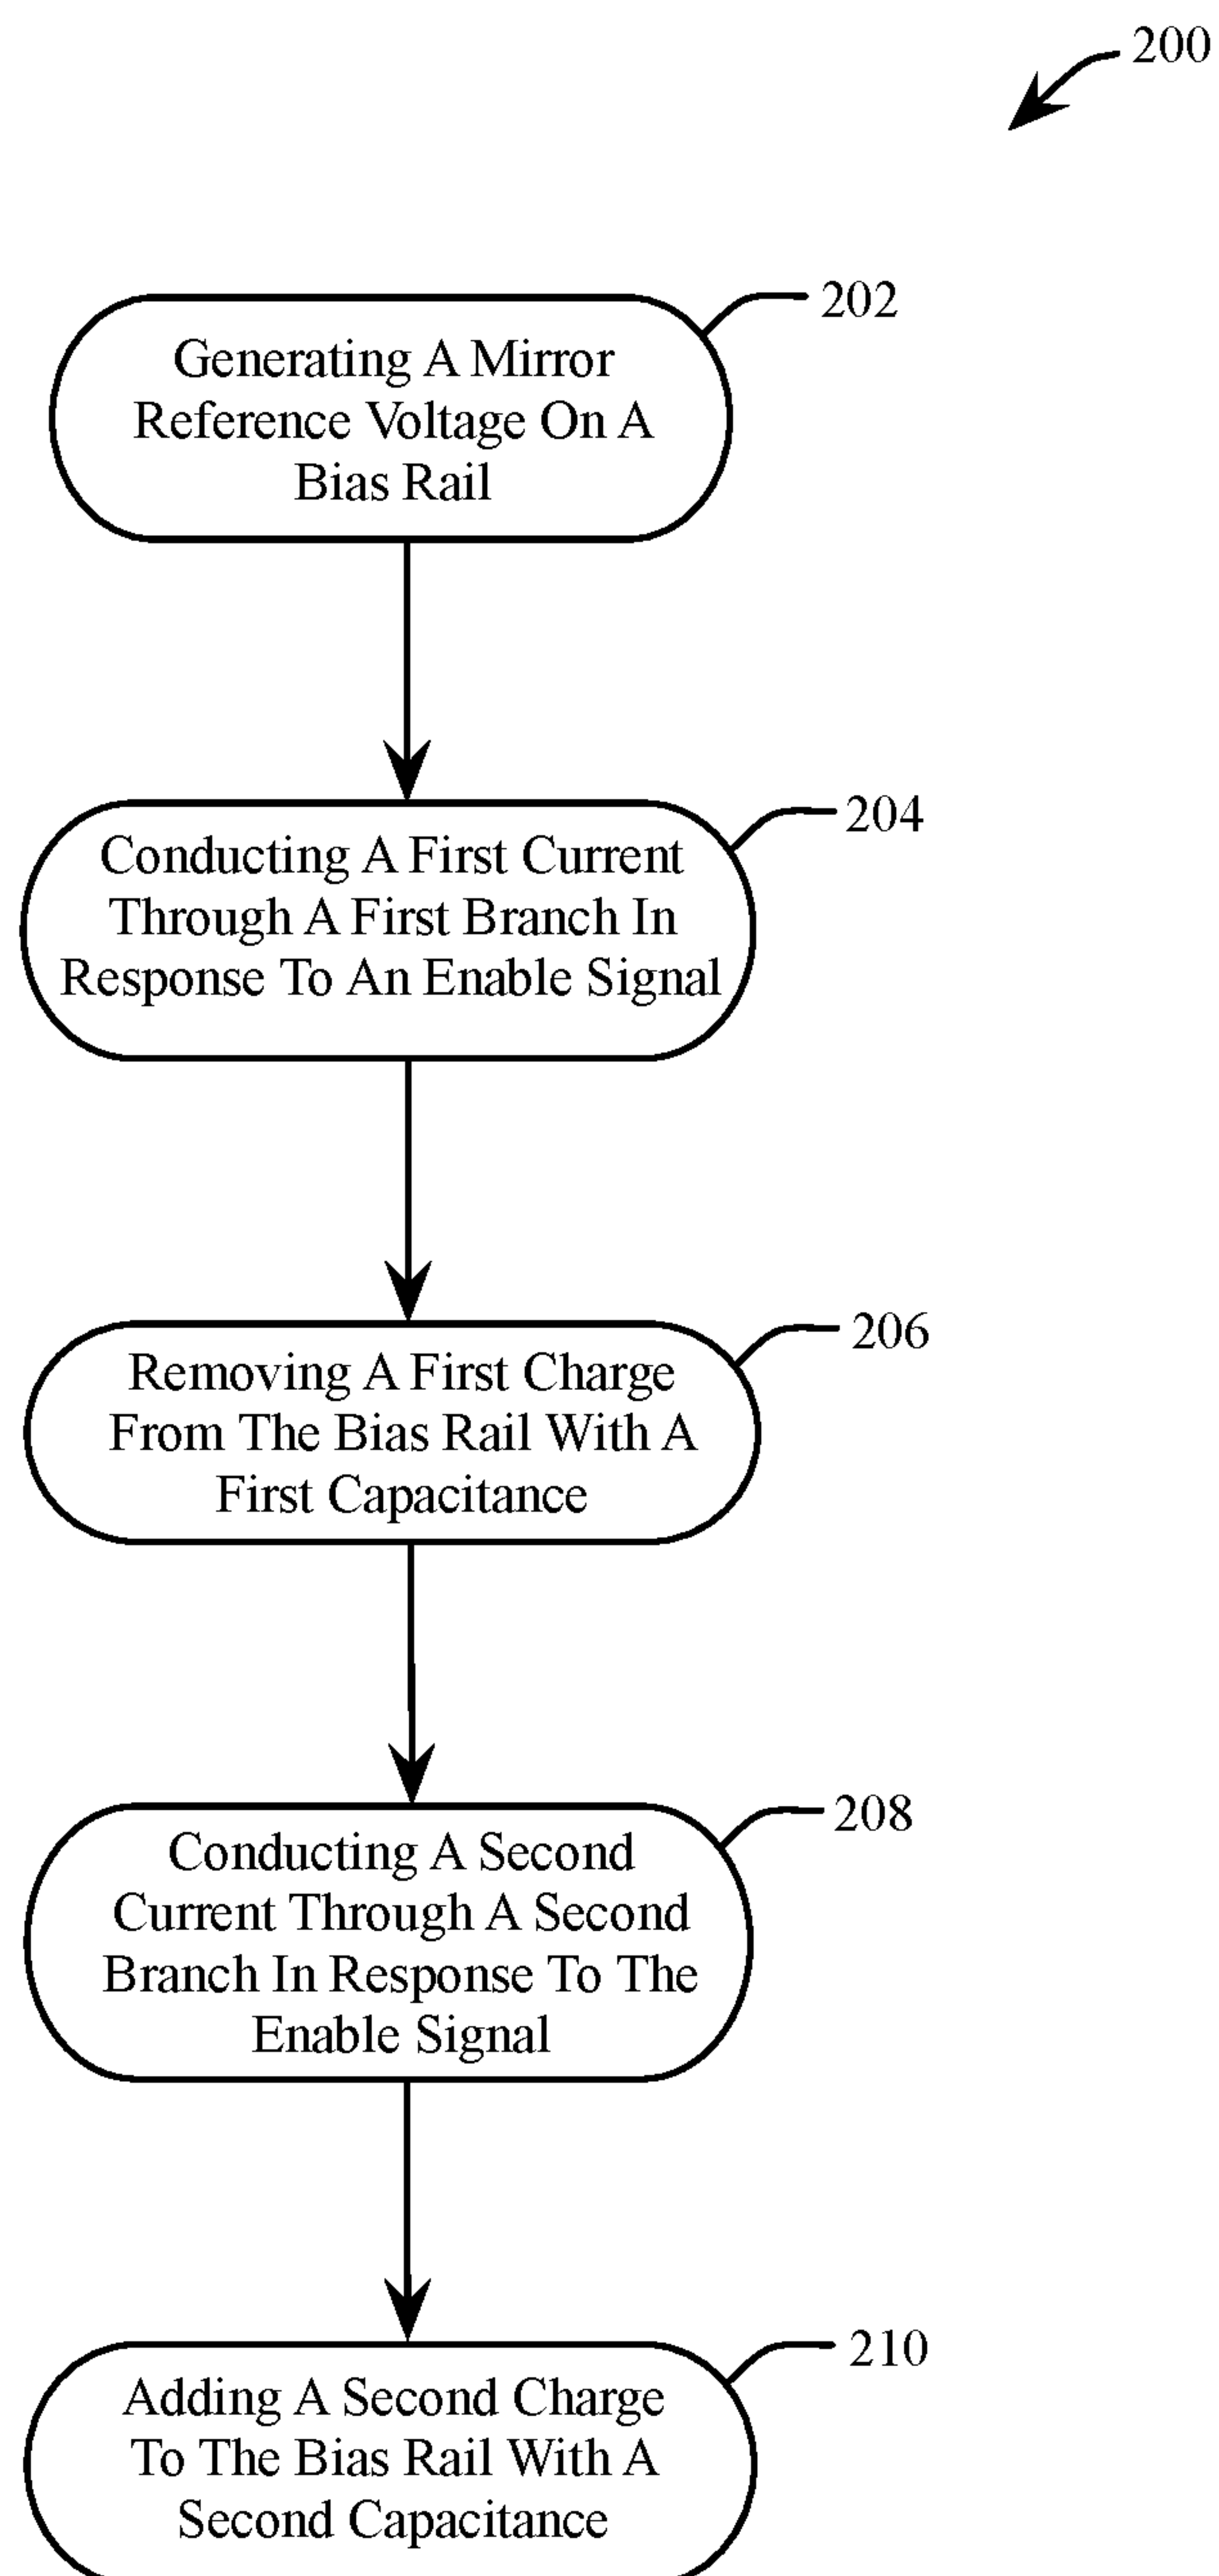 200
202
Generating A Mirror
Reference Voltage On A
Bias Rail
204
Conducting A First Current
Through A First Branch In
Response To An Enable Signal
206
Removing A First Charge
From The Bias Rail With A
First Capacitance
208
Conducting A Second
Current Through A Second
Branch In Response To The
Enable Signal
210
Adding A Second Charge
To The Bias Rail With A
Second Capacitance